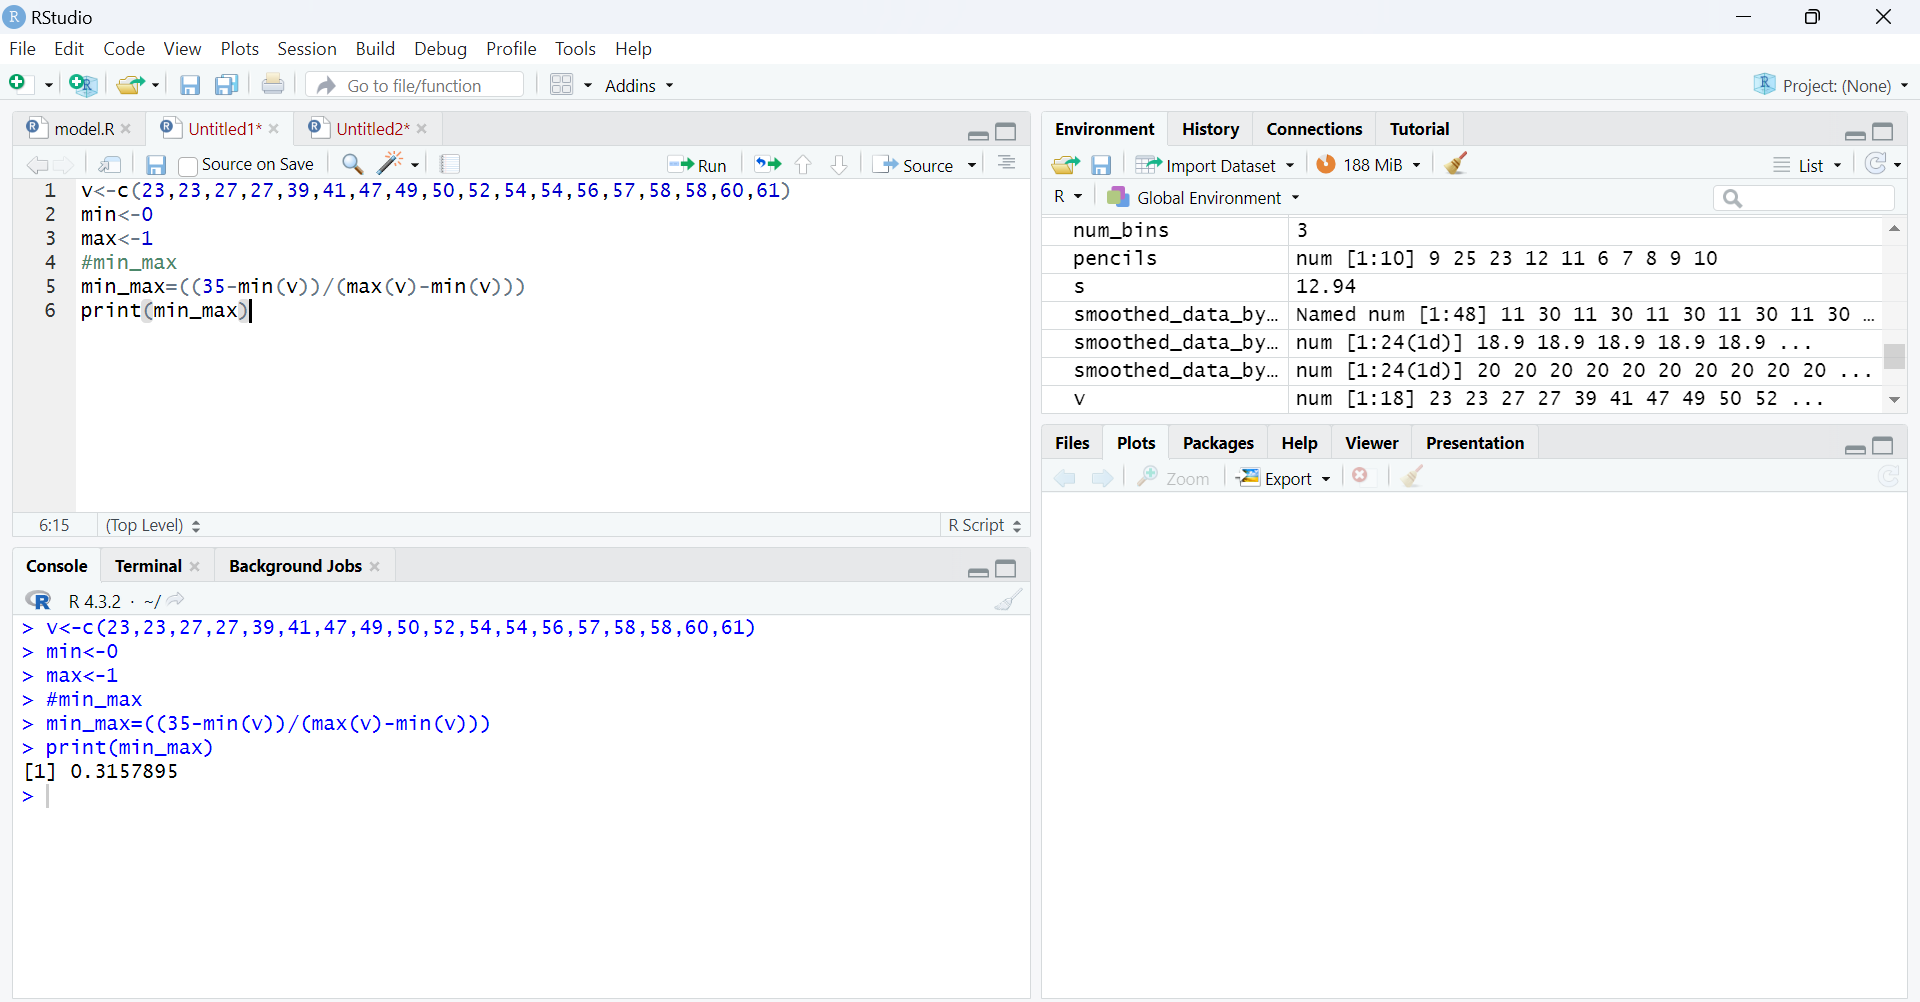 RStudio
File Edit Code View Plots Session Build Debug Profile Tools Help
Go to file/function Addins Project: (None)
model.R Untitled1* Untitled2*
Source on Save Run Source
1 v<-c(23,23,27,27,39,41,47,49,50,52,54,54,56,57,58,58,60,61)
2 min<-0
3 max<-1
4 #min_max
5 min_max=((35-min(v))/(max(v)-min(v)))
6 print(min_max)
6:15 (Top Level) R Script
Console Terminal Background Jobs
R 4.3.2 · ~/
> v<-c(23,23,27,27,39,41,47,49,50,52,54,54,56,57,58,58,60,61)
> min<-0
> max<-1
> #min_max
> min_max=((35-min(v))/(max(v)-min(v)))
> print(min_max)
[1] 0.3157895
>
Environment History Connections Tutorial
Import Dataset 188 MiB List
R Global Environment
num_bins 3
pencils num [1:10] 9 25 23 12 11 6 7 8 9 10
s 12.94
smoothed_data_by… Named num [1:48] 11 30 11 30 11 30 11 30 11 30 …
smoothed_data_by… num [1:24(1d)] 18.9 18.9 18.9 18.9 18.9 ...
smoothed_data_by… num [1:24(1d)] 20 20 20 20 20 20 20 20 20 20 ...
v num [1:18] 23 23 27 27 39 41 47 49 50 52 ...
Files Plots Packages Help Viewer Presentation
Zoom Export